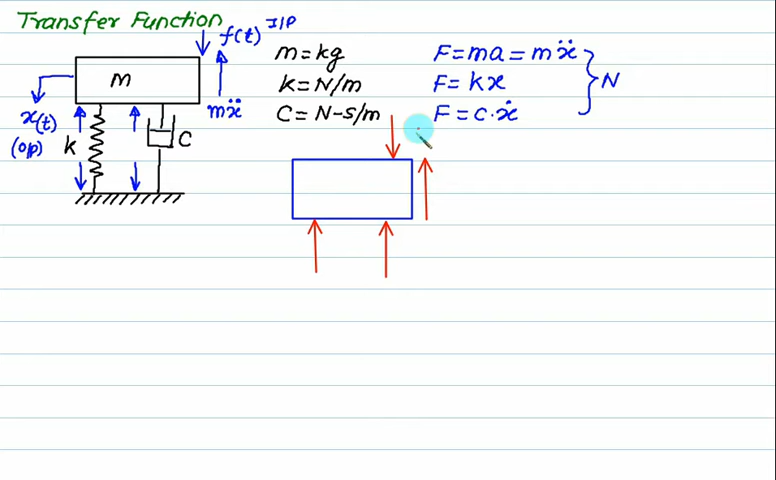 Transfer Function
f(t) I/P
m
mẍ
x(t)
(op)
k
C
m=kg
k=N/m
C=N-s/m
F=ma=mẍ
F=kx
F=c.ẋ
N